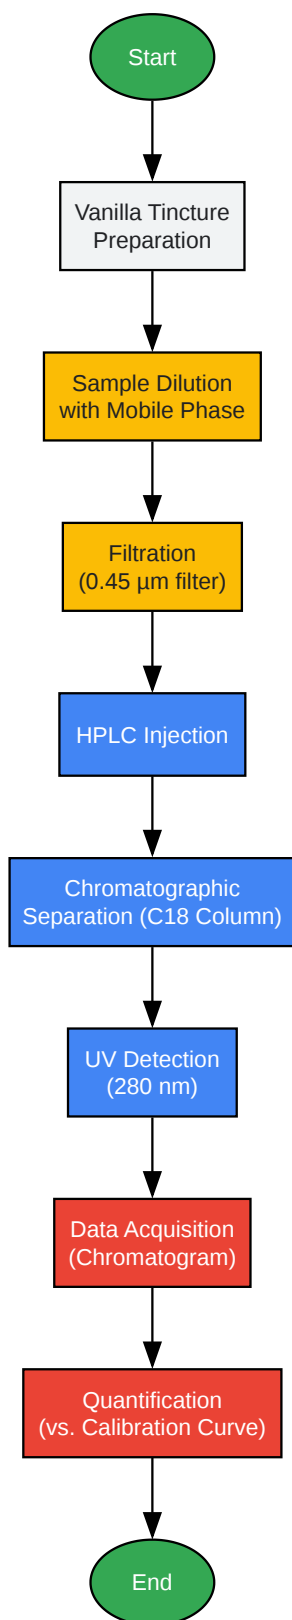 Start
Vanilla Tincture
Preparation
Sample Dilution
with Mobile Phase
Filtration
(0.45 µm filter)
HPLC Injection
Chromatographic
Separation (C18 Column)
UV Detection
(280 nm)
Data Acquisition
(Chromatogram)
Quantification
(vs. Calibration Curve)
End